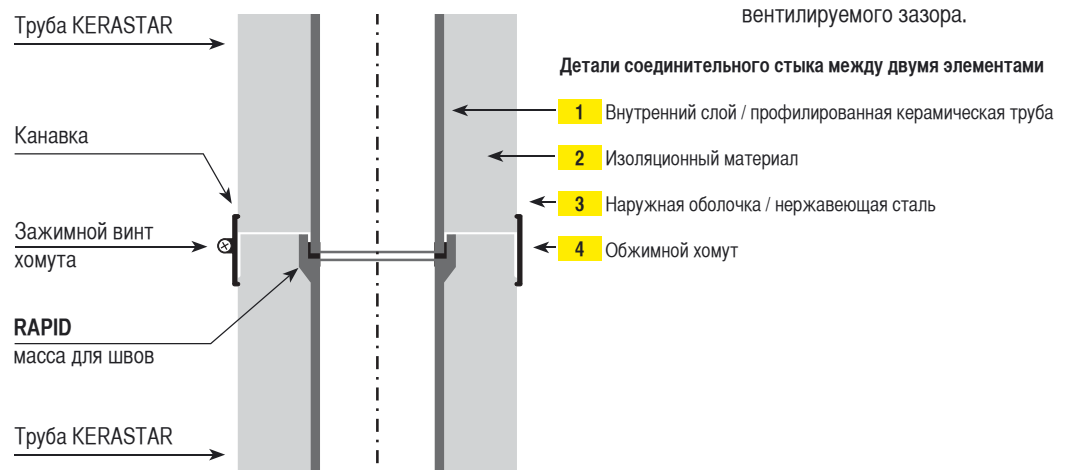 вентилируемого зазора.
Труба KERASTAR
Канавка
Зажимной винт
хомута
RAPID
масса для швов
Труба KERASTAR
Детали соединительного стыка между двумя элементами
1 Внутренний слой / профилированная керамическая труба
2 Изоляционный материал
3 Наружная оболочка / нержавеющая сталь
4 Обжимной хомут